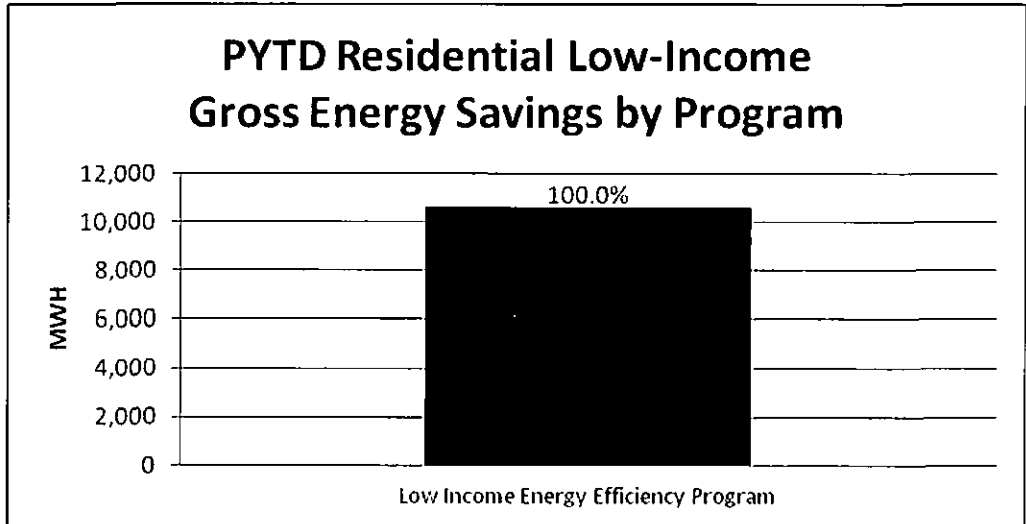 PYTD Residential Low-Income
Gross Energy Savings by Program
12,000
100.0%
10,000
8,000
MWH
6,000
4,000
2,000
0
Low Income Energy Efficiency Program